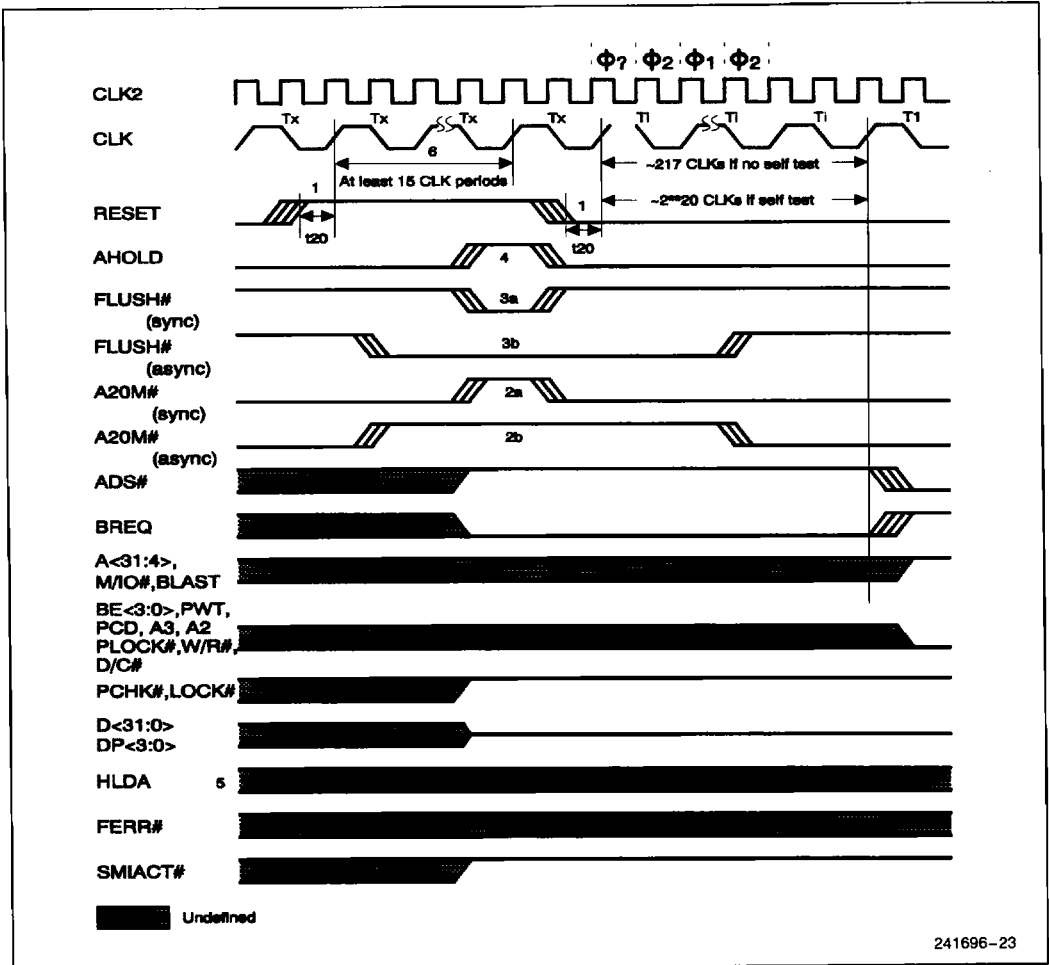 Φ? Φ2 Φ1 Φ2
CLK2
Tx Tx Tx Tx Ti Ti Ti T1
CLK
6
~217 CLKs if no self test
At least 15 CLK periods
1
1
~2**20 CLKs if self test
RESET
t20
t20
AHOLD
4
FLUSH#
(sync)
3a
FLUSH#
(async)
3b
A20M#
(sync)
2a
A20M#
(async)
2b
ADS#
BREQ
A<31:4>,
M/IO#,BLAST
BE<3:0>,PWT,
PCD, A3, A2
PLOCK#,W/R#,
D/C#
PCHK#,LOCK#
D<31:0>
DP<3:0>
HLDA 5
FERR#
SMIACT#
Undefined
241696-23